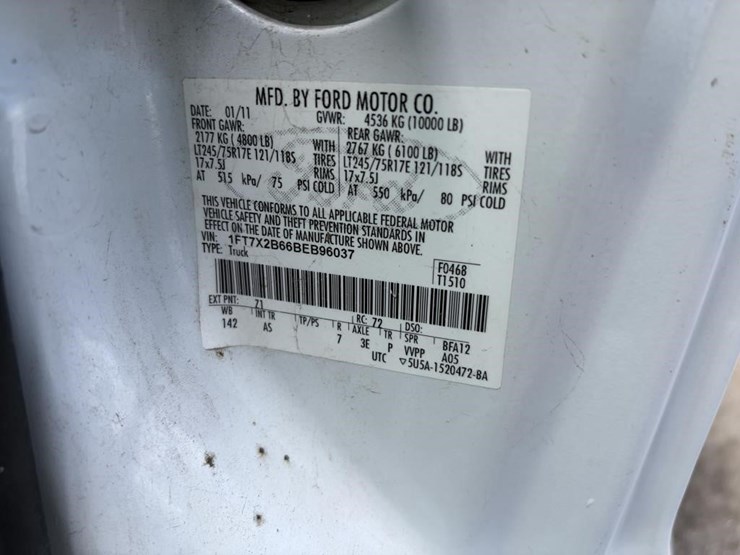 MFD. BY FORD MOTOR CO.
DATE: 01/11 GVWR: 4536 KG (10000 LB)
FRONT GAWR: REAR GAWR:
2177 KG ( 4800 LB) WITH 2767 KG ( 6100 LB) WITH
LT245/75R17E 121/118S TIRES LT245/75R17E 121/118S TIRES
17x7.5J RIMS 17x7.5J RIMS
AT 515 kPa/ 75 PSI COLD AT 550 kPa/ 80 PSI COLD
THIS VEHICLE CONFORMS TO ALL APPLICABLE FEDERAL MOTOR
VEHICLE SAFETY AND THEFT PREVENTION STANDARDS IN
EFFECT ON THE DATE OF MANUFACTURE SHOWN ABOVE.
VIN: 1FT7X2B66BEB96037
TYPE: Truck
F0468
T1510
EXT PNT: Z1 RC: 72 DSO:
WB INT TR TP/PS R AXLE TR SPR BFA12
142 AS 7 3E P VVPP A05
UTC ▽5U5A-1520472-BA